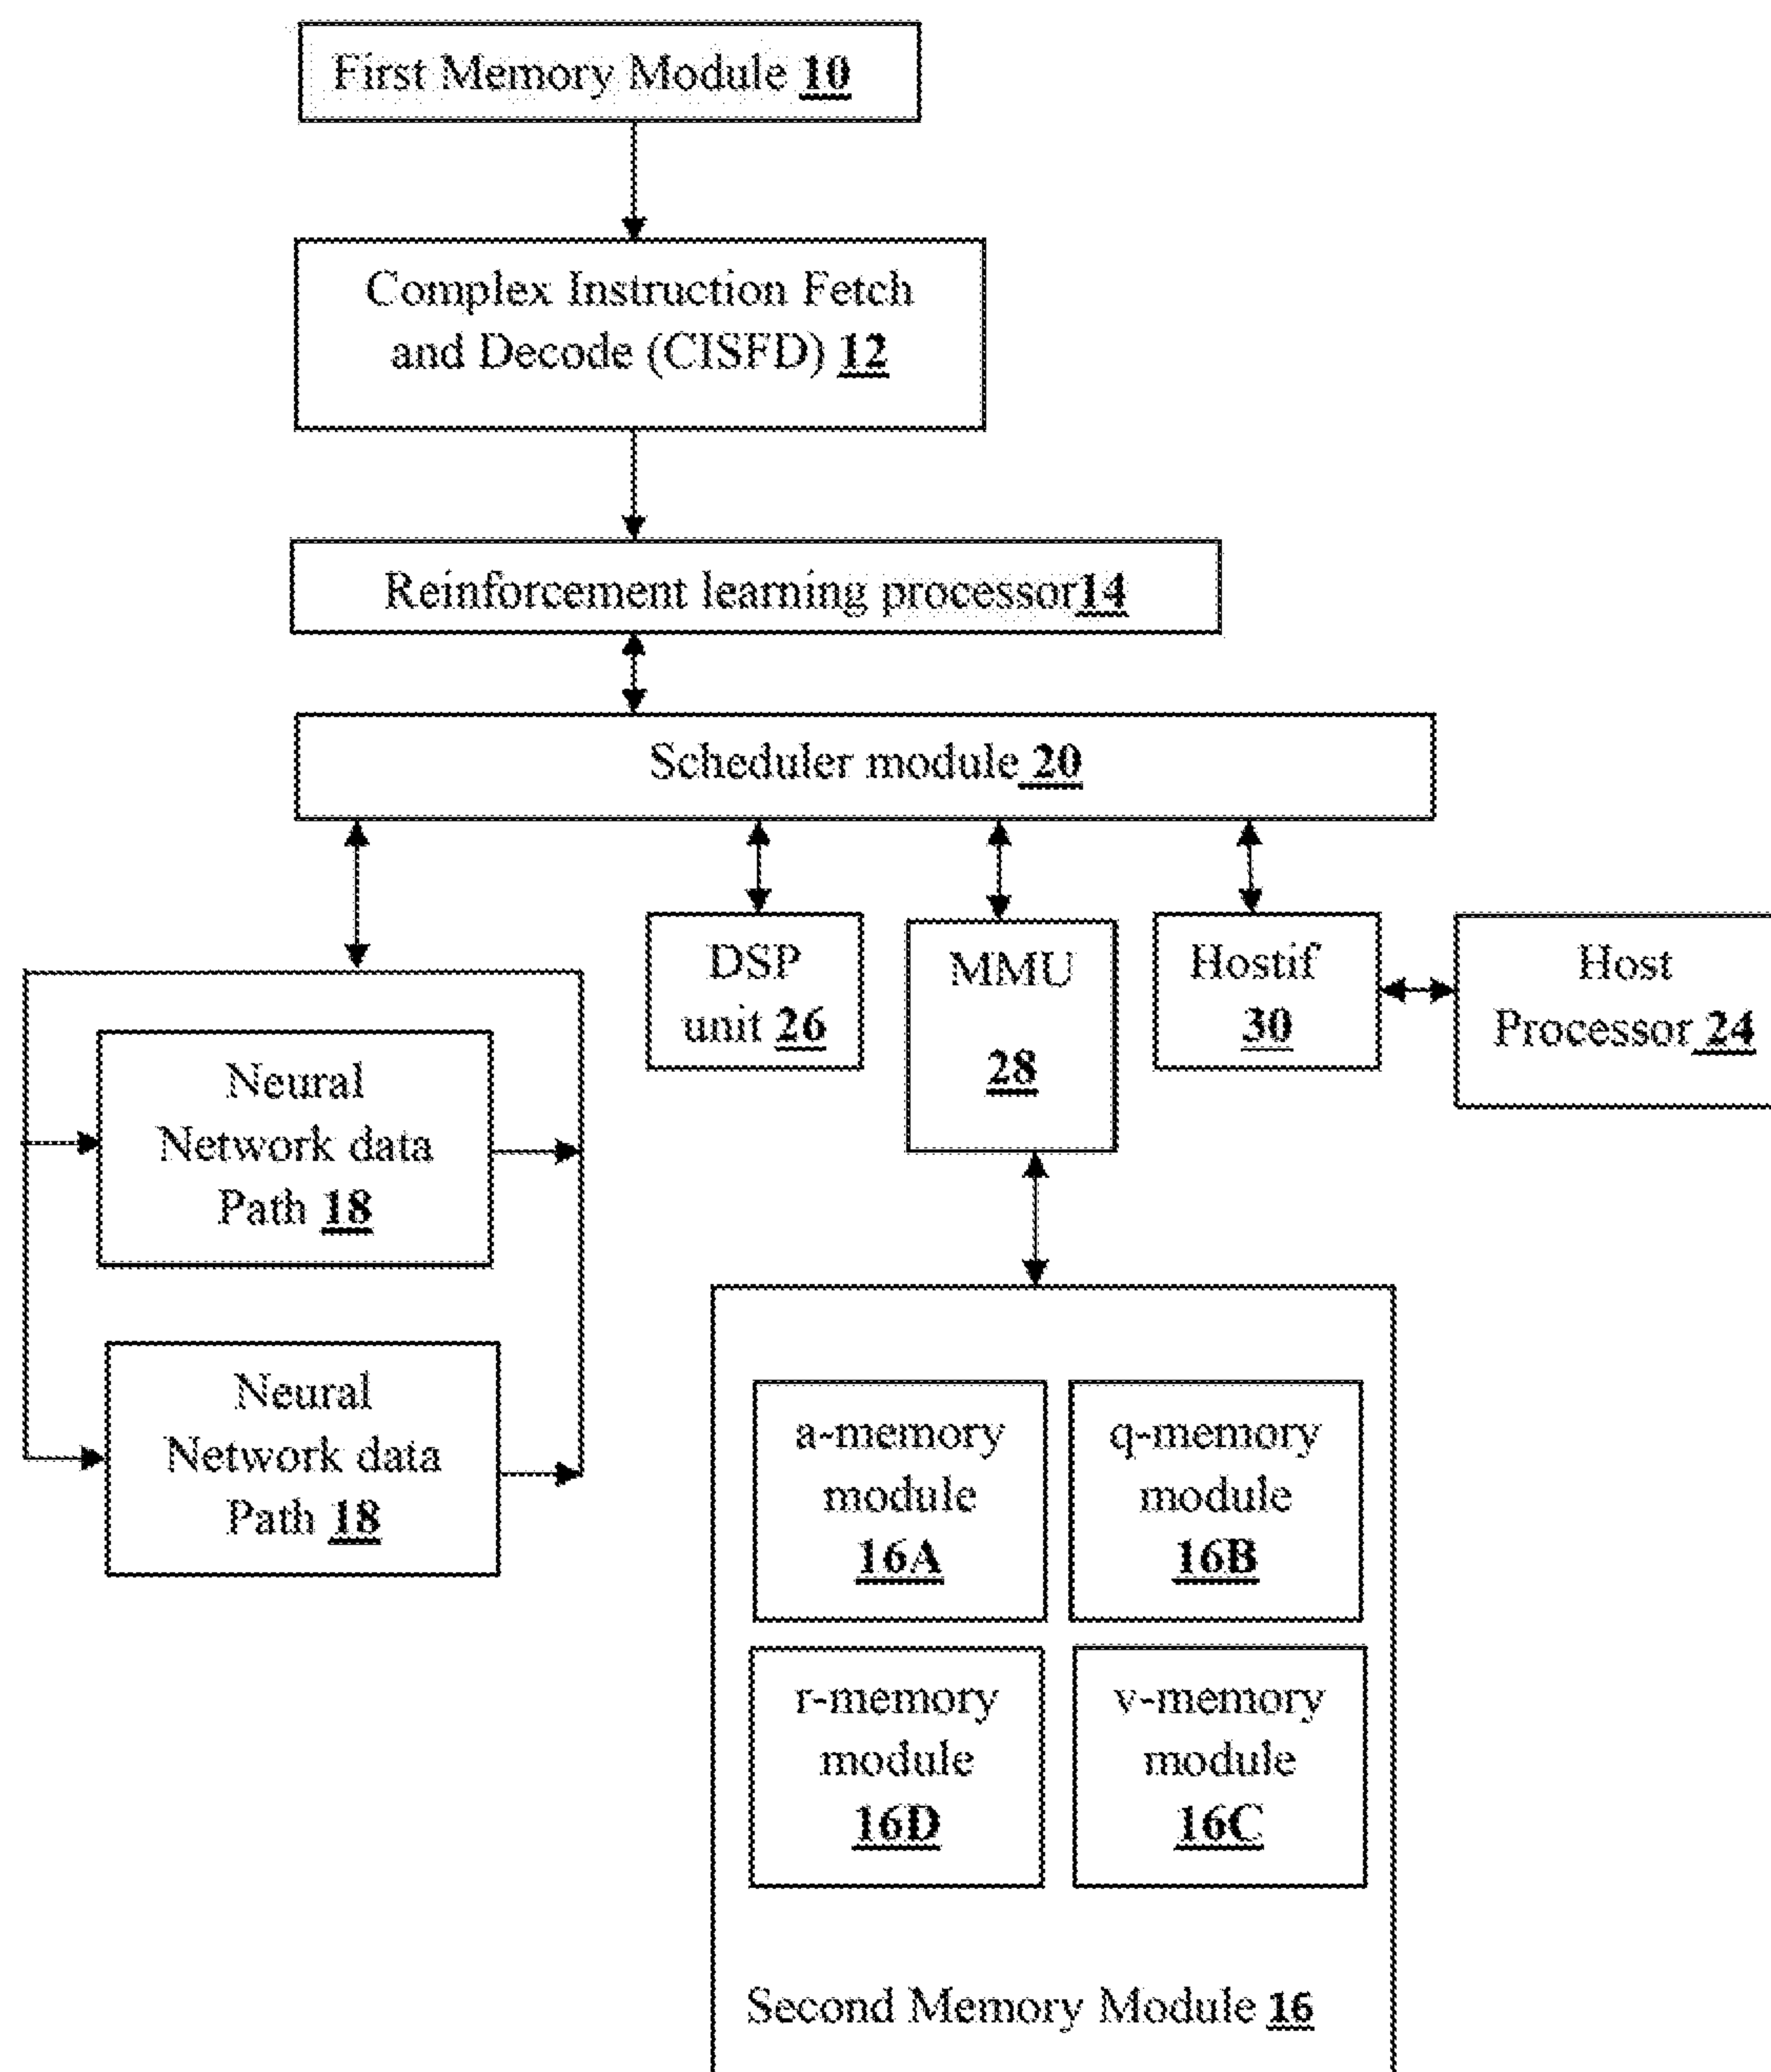 First Memory Module 10
Complex Instruction Fetch
and Decode (CISFD) 12
Reinforcement learning processor14
Scheduler module 20
DSP
unit 26
MMU
28
Hostif
30
Host
Processor 24
Neural
Network data
Path 18
Neural
Network data
Path 18
a-memory
module
16A
q-memory
module
16B
r-memory
module
16D
v-memory
module
16C
Second Memory Module 16